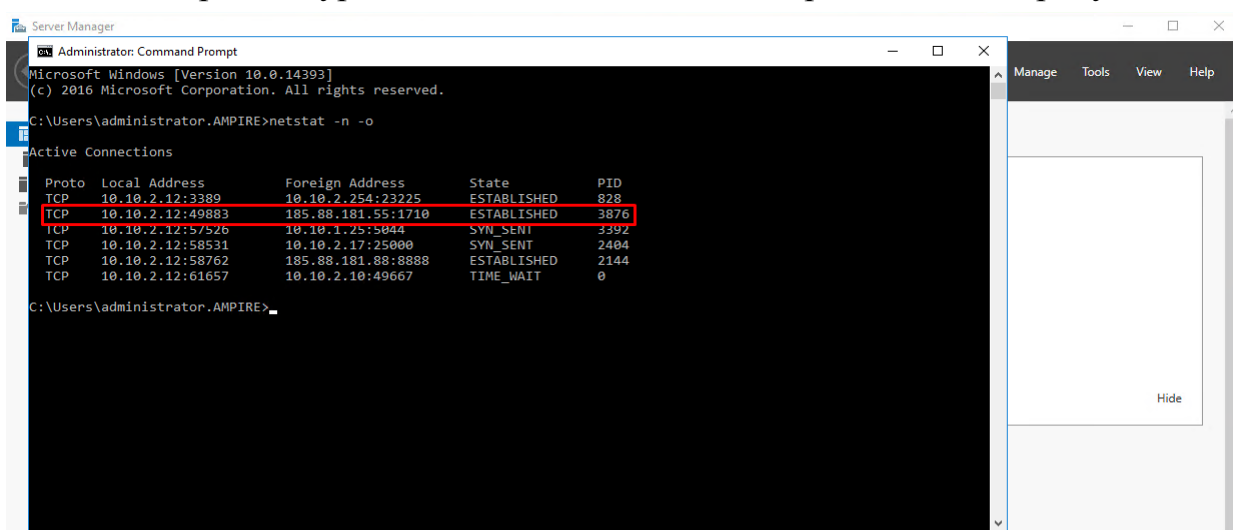 Server Manager
Administrator: Command Prompt
Manage Tools View Help
Microsoft Windows [Version 10.0.14393]
(c) 2016 Microsoft Corporation. All rights reserved.
C:\Users\administrator.AMPIRE>netstat -n -o
Active Connections
Proto Local Address Foreign Address State PID
TCP 10.10.2.12:3389 10.10.2.254:23225 ESTABLISHED 828
TCP 10.10.2.12:49883 185.88.181.55:1710 ESTABLISHED 3876
TCP 10.10.2.12:57526 10.10.1.25:5044 SYN_SENT 3392
TCP 10.10.2.12:58531 10.10.2.17:25000 SYN_SENT 2404
TCP 10.10.2.12:58762 185.88.181.88:8888 ESTABLISHED 2144
TCP 10.10.2.12:61657 10.10.2.10:49667 TIME_WAIT 0
C:\Users\administrator.AMPIRE>
Hide